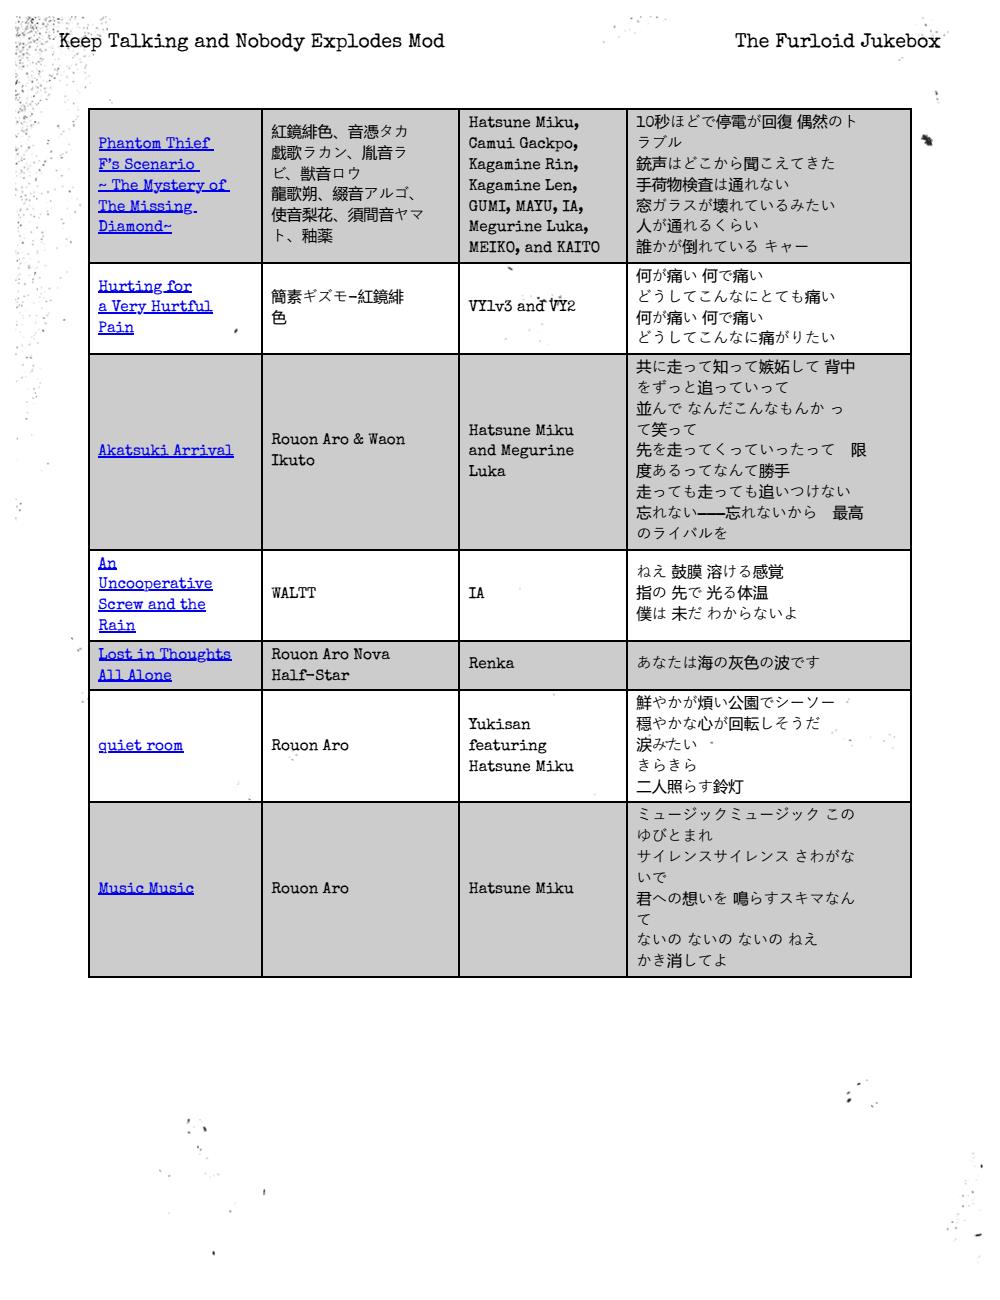 Keep Talking and Nobody Explodes Mod
The Furloid Jukebox
Phantom Thief
F's Scenario
~ The Mystery of
The Missing
Diamond~
紅鏡緋色、音憑タカ
戯歌ラカン、胤音ラ
ビ、獣音ロウ
龍歌朔、綴音アルゴ、
使音梨花、須間音ヤマ
ト、釉薬
Hatsune Miku,
Camui Gackpo,
Kagamine Rin,
Kagamine Len,
GUMI, MAYU, IA,
Megurine Luka,
MEIKO, and KAITO
10秒ほどで停電が回復 偶然のト
ラブル
銃声はどこから聞こえてきた
手荷物検査は通れない
窓ガラスが壊れているみたい
人が通れるくらい
誰かが倒れている キャー
Hurting for
a Very Hurtful
Pain
簡素ギズモ-紅鏡緋
色
VY1v3 and VY2
何が痛い 何で痛い
どうしてこんなにとても痛い
何が痛い 何で痛い
どうしてこんなに痛がりたい
Akatsuki Arrival
Rouon Aro & Waon
Ikuto
Hatsune Miku
and Megurine
Luka
共に走って知って嫉妬して 背中
をずっと追っていって
並んで なんだこんなもんか っ
て笑って
先を走ってくっていったって　限
度あるってなんて勝手
走っても走っても追いつけない
忘れない―――忘れないから　最高
のライバルを
An
Uncooperative
Screw and the
Rain
WALTT
IA
ねえ 鼓膜 溶ける感覚
指の 先で 光る体温
僕は 未だ わからないよ
Lost in Thoughts
All Alone
Rouon Aro Nova
Half-Star
Renka
あなたは海の灰色の波です
quiet room
Rouon Aro
Yukisan
featuring
Hatsune Miku
鮮やかが煩い公園でシーソー
穏やかな心が回転しそうだ
涙みたい
きらきら
二人照らす鈴灯
Music Music
Rouon Aro
Hatsune Miku
ミュージックミュージック この
ゆびとまれ
サイレンスサイレンス さわがな
いで
君への想いを 鳴らすスキマなん
て
ないの ないの ないの ねえ
かき消してよ